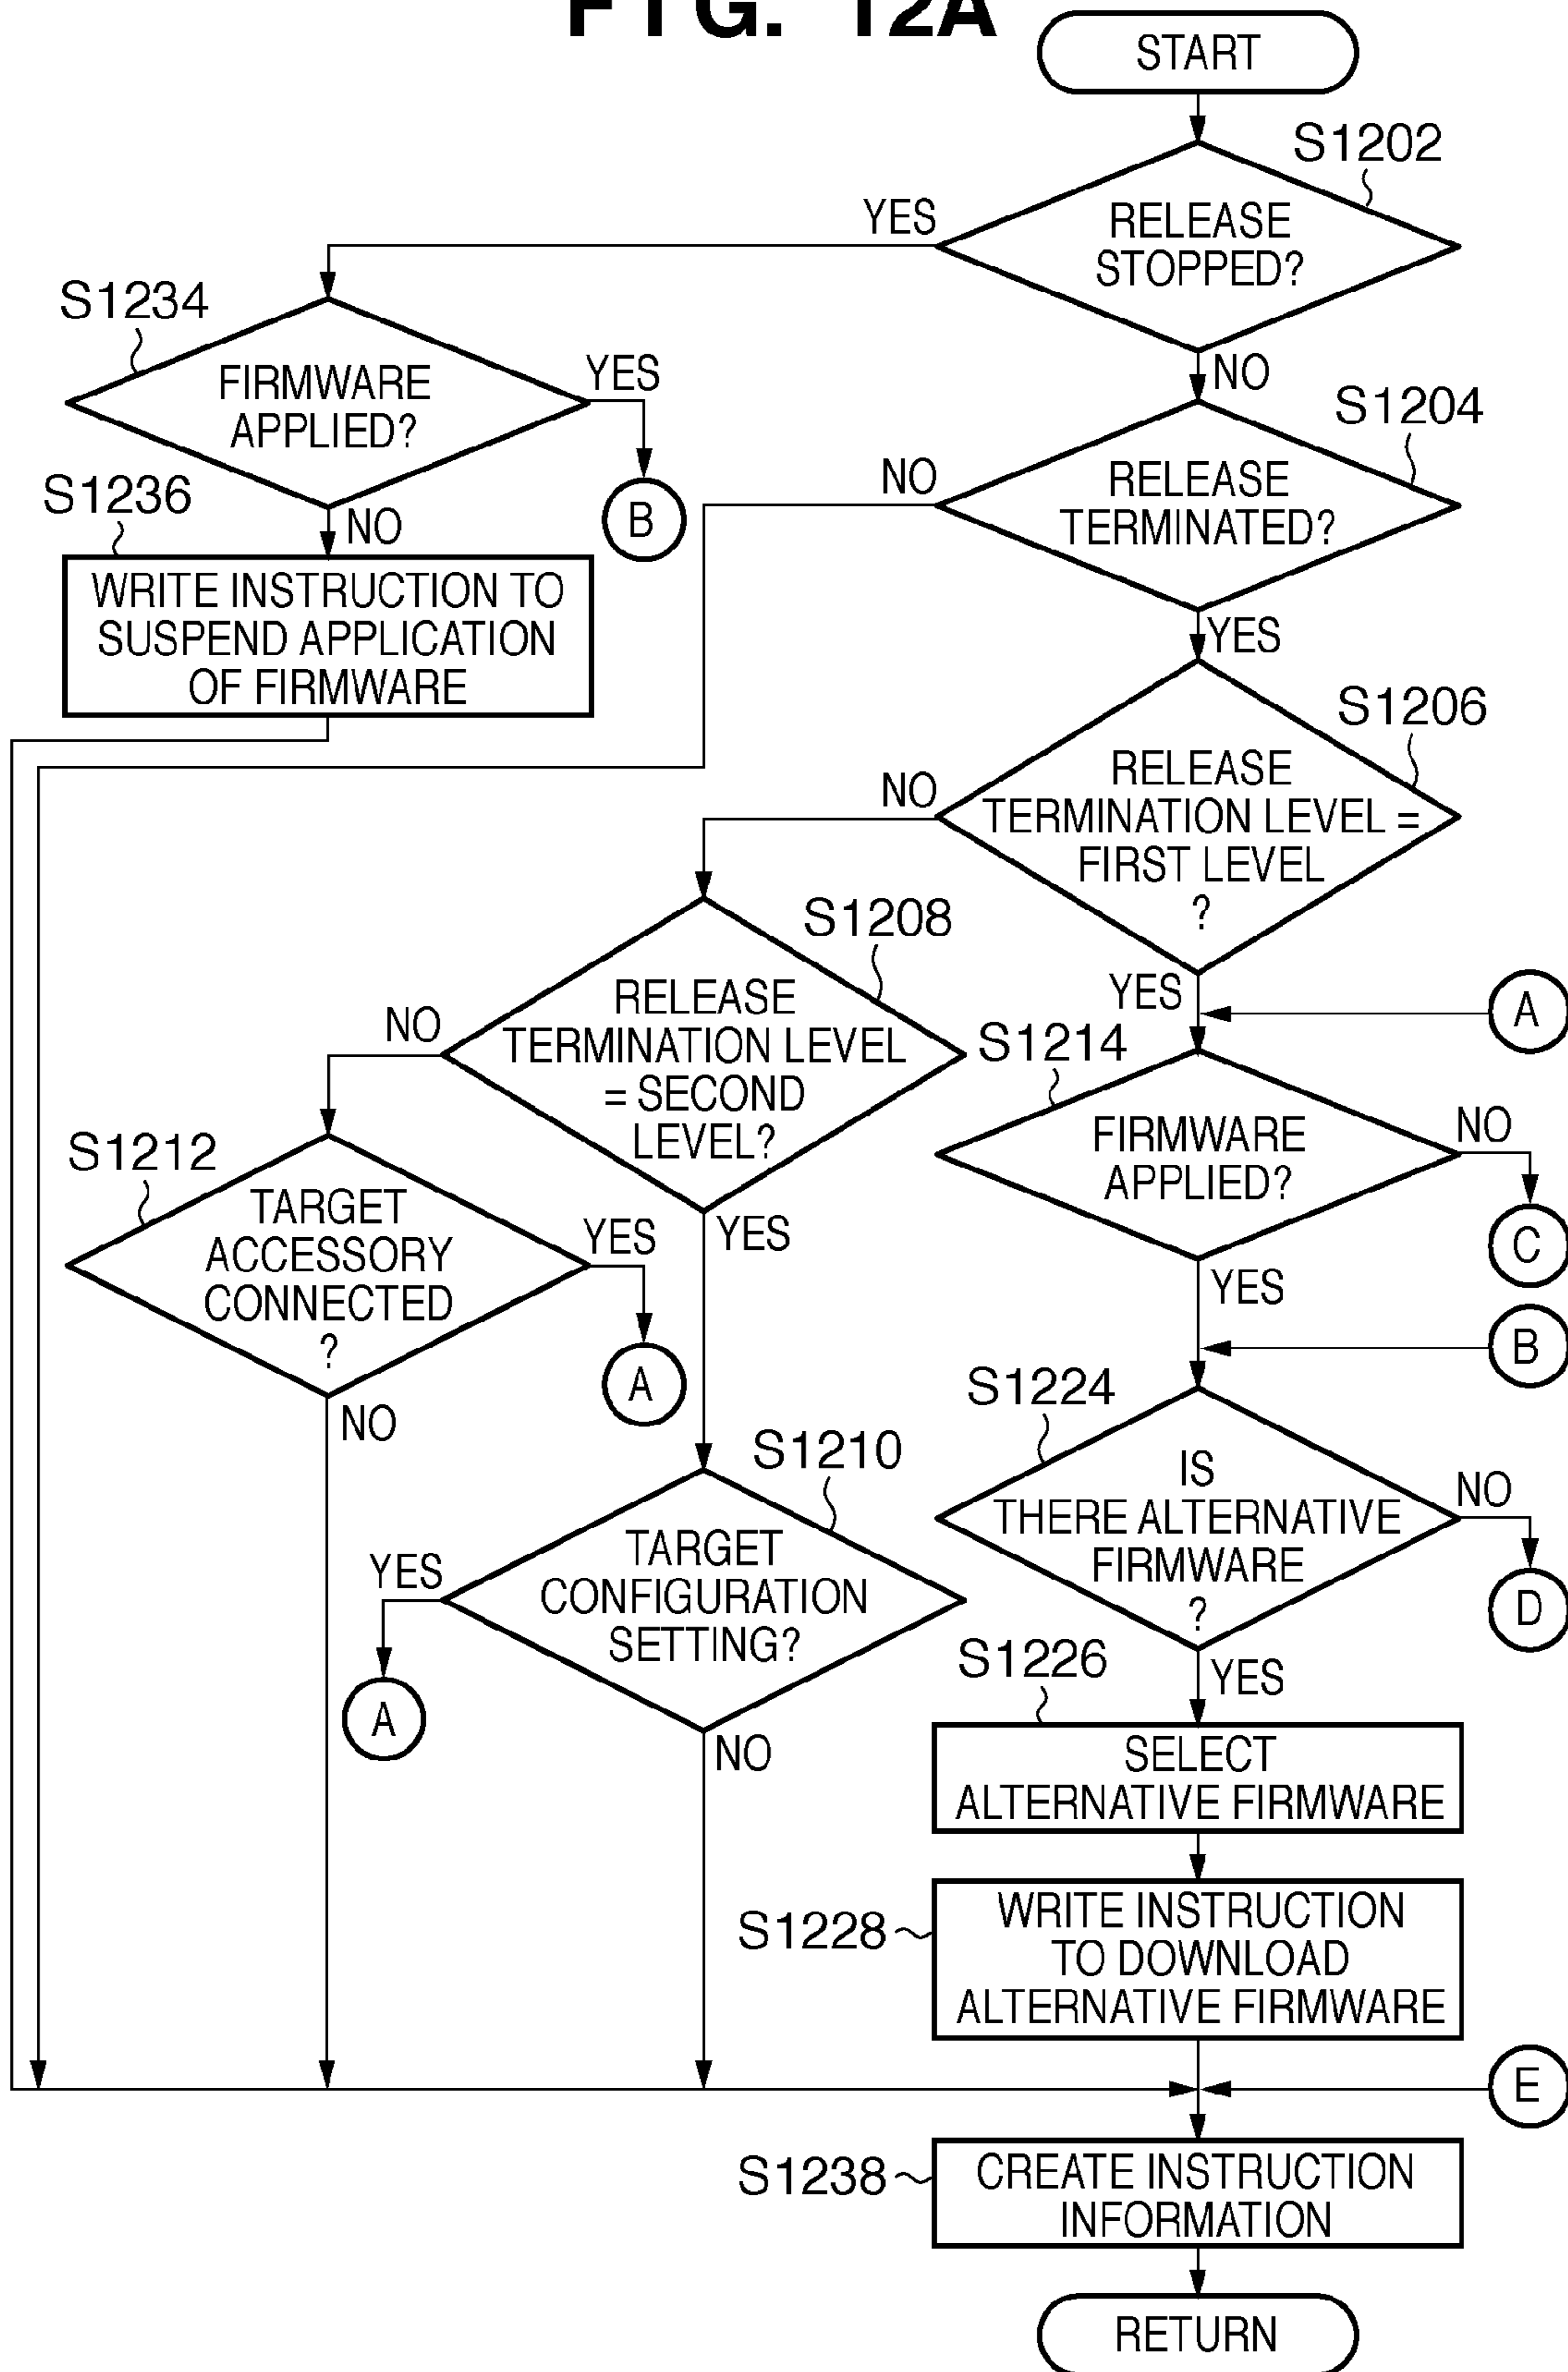 FIG. 12A
START
S1202
RELEASE
STOPPED?
YES
NO
S1234
FIRMWARE
APPLIED?
YES
B
NO
S1236
WRITE INSTRUCTION TO
SUSPEND APPLICATION
OF FIRMWARE
S1204
RELEASE
TERMINATED?
NO
YES
S1206
RELEASE
TERMINATION LEVEL =
FIRST LEVEL
?
NO
YES
A
S1208
RELEASE
TERMINATION LEVEL
= SECOND
LEVEL?
NO
YES
S1214
FIRMWARE
APPLIED?
NO
C
YES
B
S1212
TARGET
ACCESSORY
CONNECTED
?
YES
A
NO
S1210
TARGET
CONFIGURATION
SETTING?
YES
A
NO
S1224
IS
THERE ALTERNATIVE
FIRMWARE
?
NO
D
YES
S1226
SELECT
ALTERNATIVE FIRMWARE
S1228
WRITE INSTRUCTION
TO DOWNLOAD
ALTERNATIVE FIRMWARE
E
S1238
CREATE INSTRUCTION
INFORMATION
RETURN